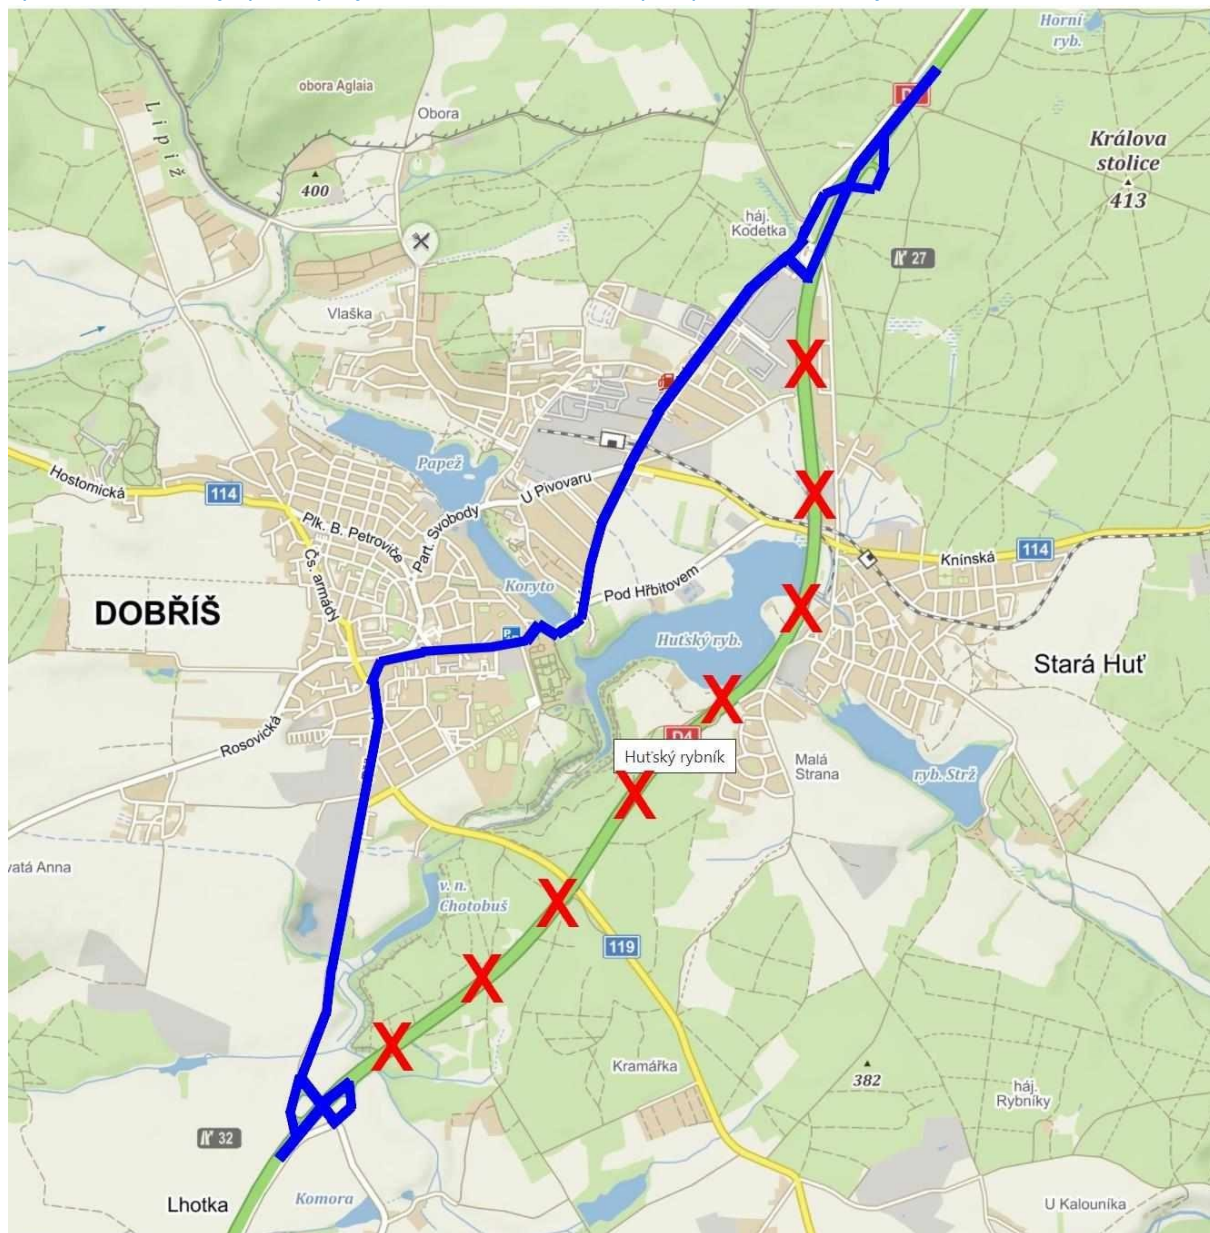 Horní
ryb.
obora Aglaia
Lipiž
Obora
Králova
stolice
413
400
háj.
Kodetka
27
Vlaška
Papež
Hostomická
114
U Pivovaru
Plk. B. Petroviče
Part. Svobody
Čs. armády
Knínská
114
Koryto
Pod Hřbitovem
DOBŘÍŠ
P
Huťský ryb.
Stará Huť
Rosovická
D4
Huťský rybník
Malá
Strana
ryb. Strž
vatá Anna
v. n.
Chotobuš
119
Kramářka
382
háj.
Rybníky
32
Lhotka
Komora
U Kalouníka